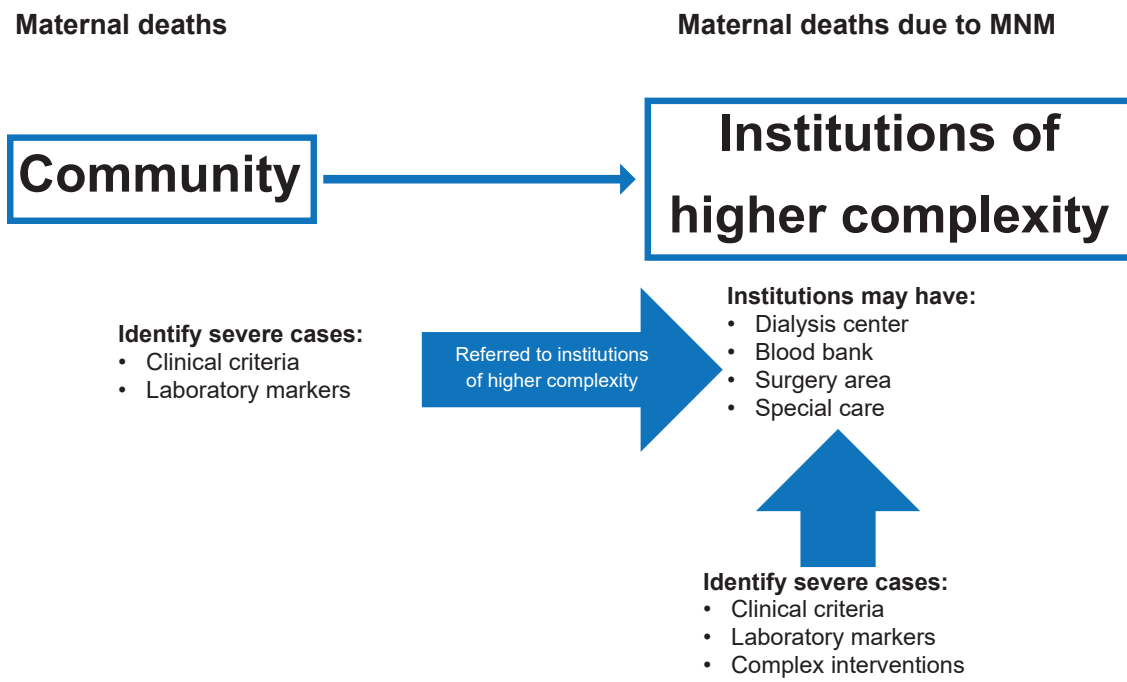 Maternal deaths
Maternal deaths due to MNM
Community
Institutions of
higher complexity
Identify severe cases:
• Clinical criteria
• Laboratory markers
Referred to institutions
of higher complexity
Institutions may have:
• Dialysis center
• Blood bank
• Surgery area
• Special care
Identify severe cases:
• Clinical criteria
• Laboratory markers
• Complex interventions